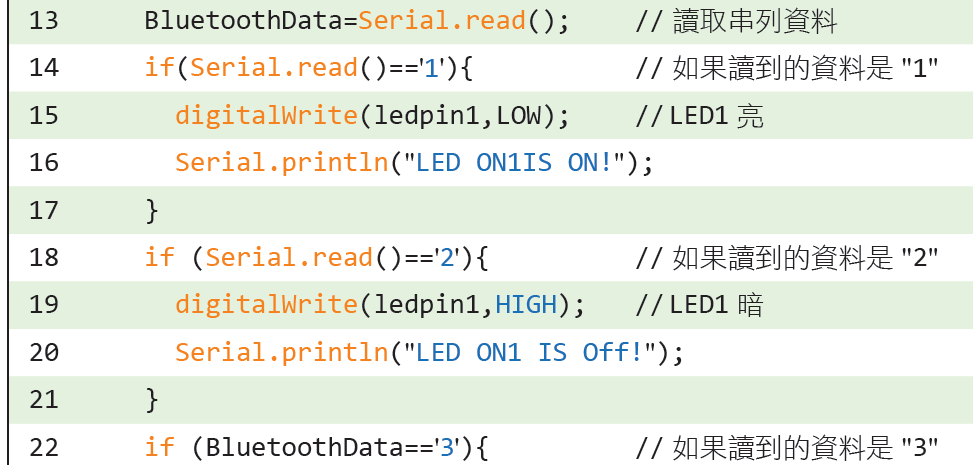 13 BluetoothData=Serial.read(); // 讀取串列資料
14 if(Serial.read()=='1'){ // 如果讀到的資料是 "1"
15 digitalWrite(ledpin1,LOW); // LED1 亮
16 Serial.println("LED ON1IS ON!");
17 }
18 if (Serial.read()=='2'){ // 如果讀到的資料是 "2"
19 digitalWrite(ledpin1,HIGH); // LED1 暗
20 Serial.println("LED ON1 IS Off!");
21 }
22 if (BluetoothData=='3'){ // 如果讀到的資料是 "3"